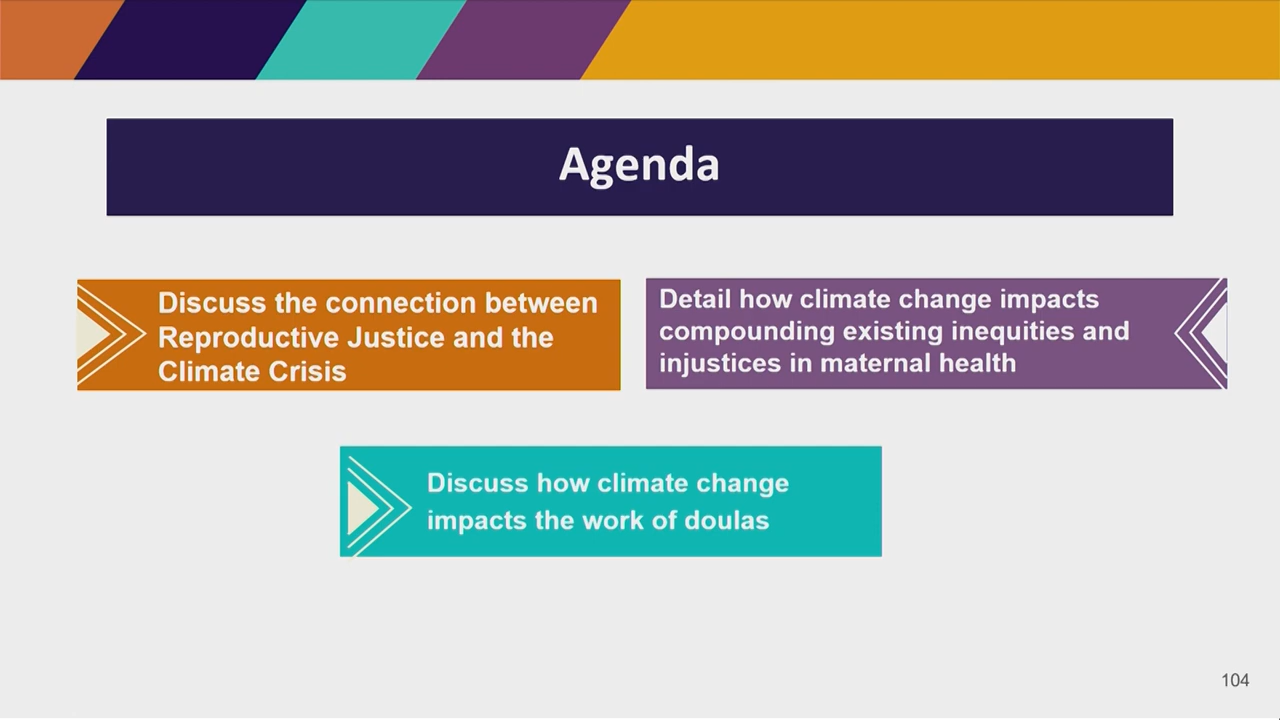 Agenda
Discuss the connection between
Reproductive Justice and the
Climate Crisis
Detail how climate change impacts
compounding existing inequities and
injustices in maternal health
Discuss how climate change
impacts the work of doulas
104